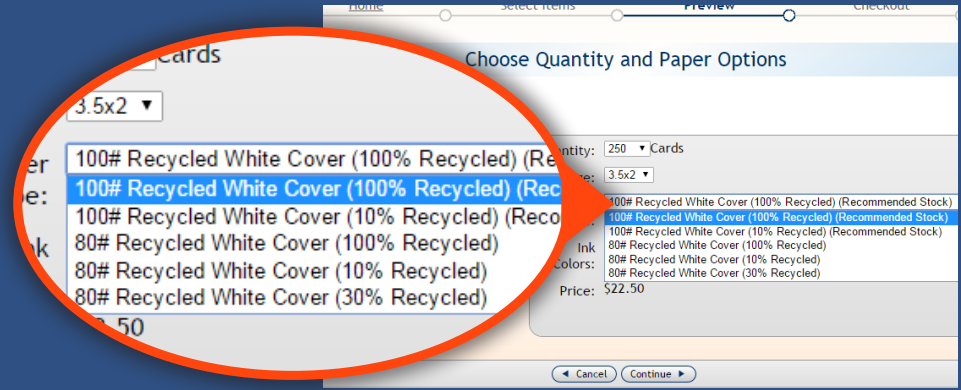 Home Select Items Preview Checkout
Choose Quantity and Paper Options
Cards
3.5x2
100# Recycled White Cover (100% Recycled) (Re
100# Recycled White Cover (100% Recycled) (Rec
100# Recycled White Cover (10% Recycled) (Reco
80# Recycled White Cover (100% Recycled)
80# Recycled White Cover (10% Recycled)
80# Recycled White Cover (30% Recycled)
.50
ntity: 250 Cards
3.5x2
100# Recycled White Cover (100% Recycled) (Recommended Stock)
100# Recycled White Cover (100% Recycled) (Recommended Stock)
100# Recycled White Cover (10% Recycled) (Recommended Stock)
80# Recycled White Cover (100% Recycled)
80# Recycled White Cover (10% Recycled)
80# Recycled White Cover (30% Recycled)
Ink
Colors:
Price: $22.50
Cancel Continue